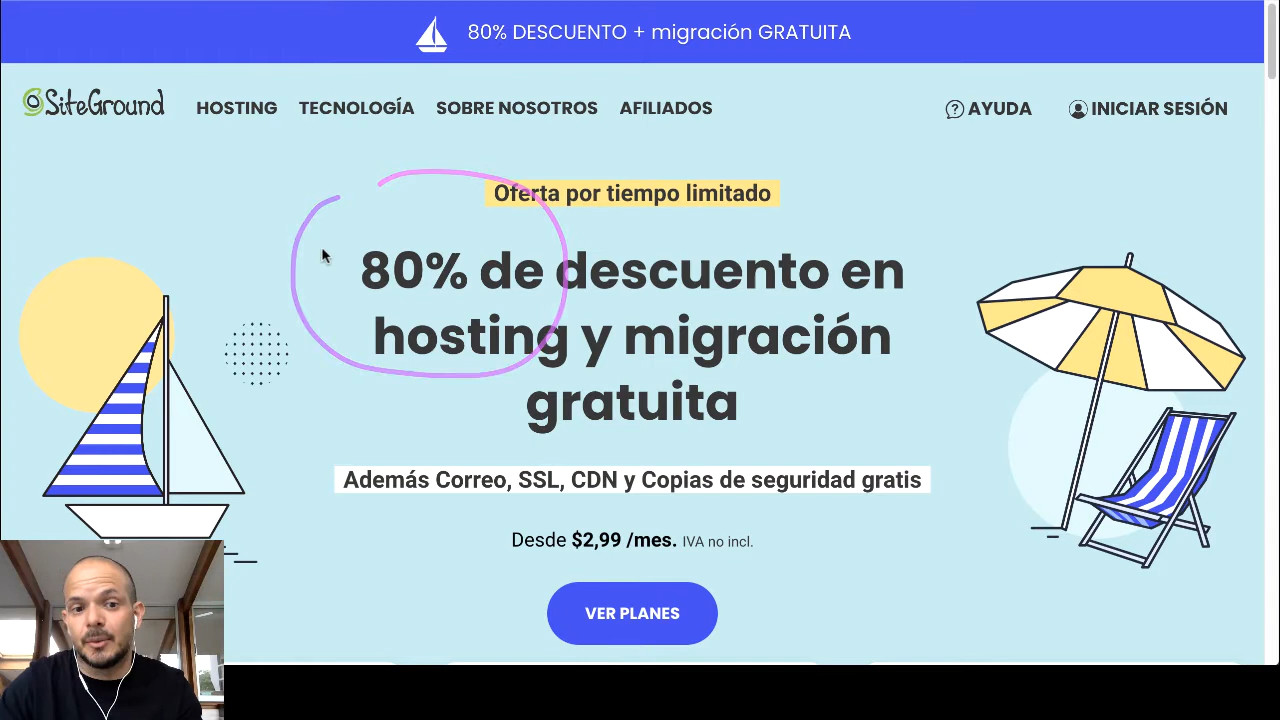 80% DESCUENTO + migración GRATUITA
SiteGround HOSTING TECNOLOGÍA SOBRE NOSOTROS AFILIADOS AYUDA INICIAR SESIÓN
Oferta por tiempo limitado
80% de descuento en
hosting y migración
gratuita
Además Correo, SSL, CDN y Copias de seguridad gratis
Desde $2,99 /mes. IVA no incl.
VER PLANES